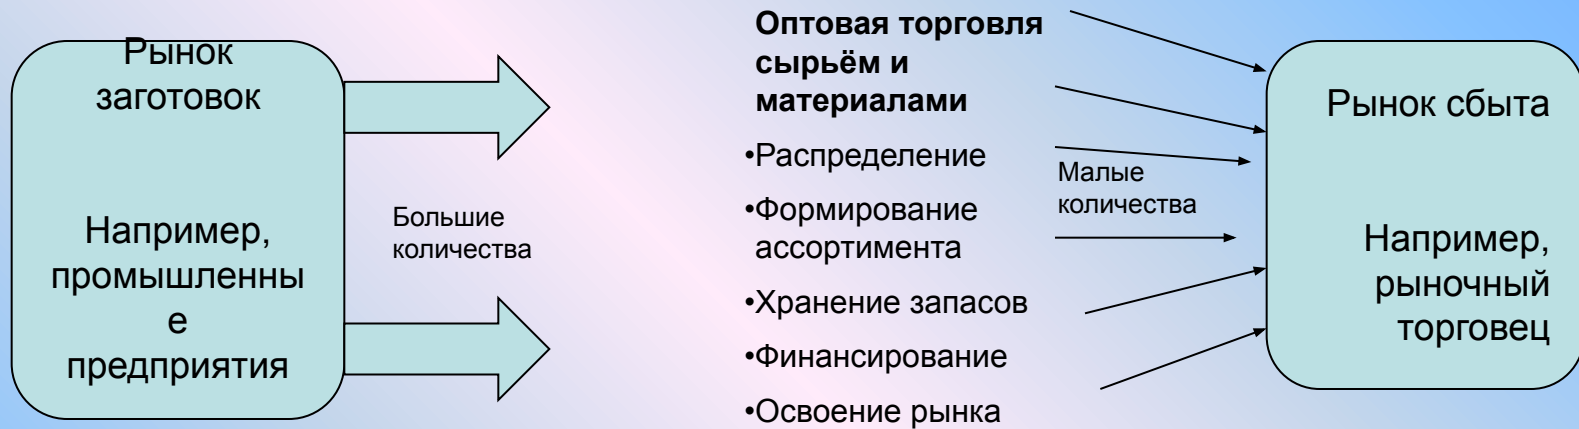 Рынок
заготовок
Например,
промышленны
е
предприятия
Большие
количества
Оптовая торговля
сырьём и
материалами
•Распределение
•Формирование
ассортимента
•Хранение запасов
•Финансирование
•Освоение рынка
Малые
количества
Рынок сбыта
Например,
рыночный
торговец